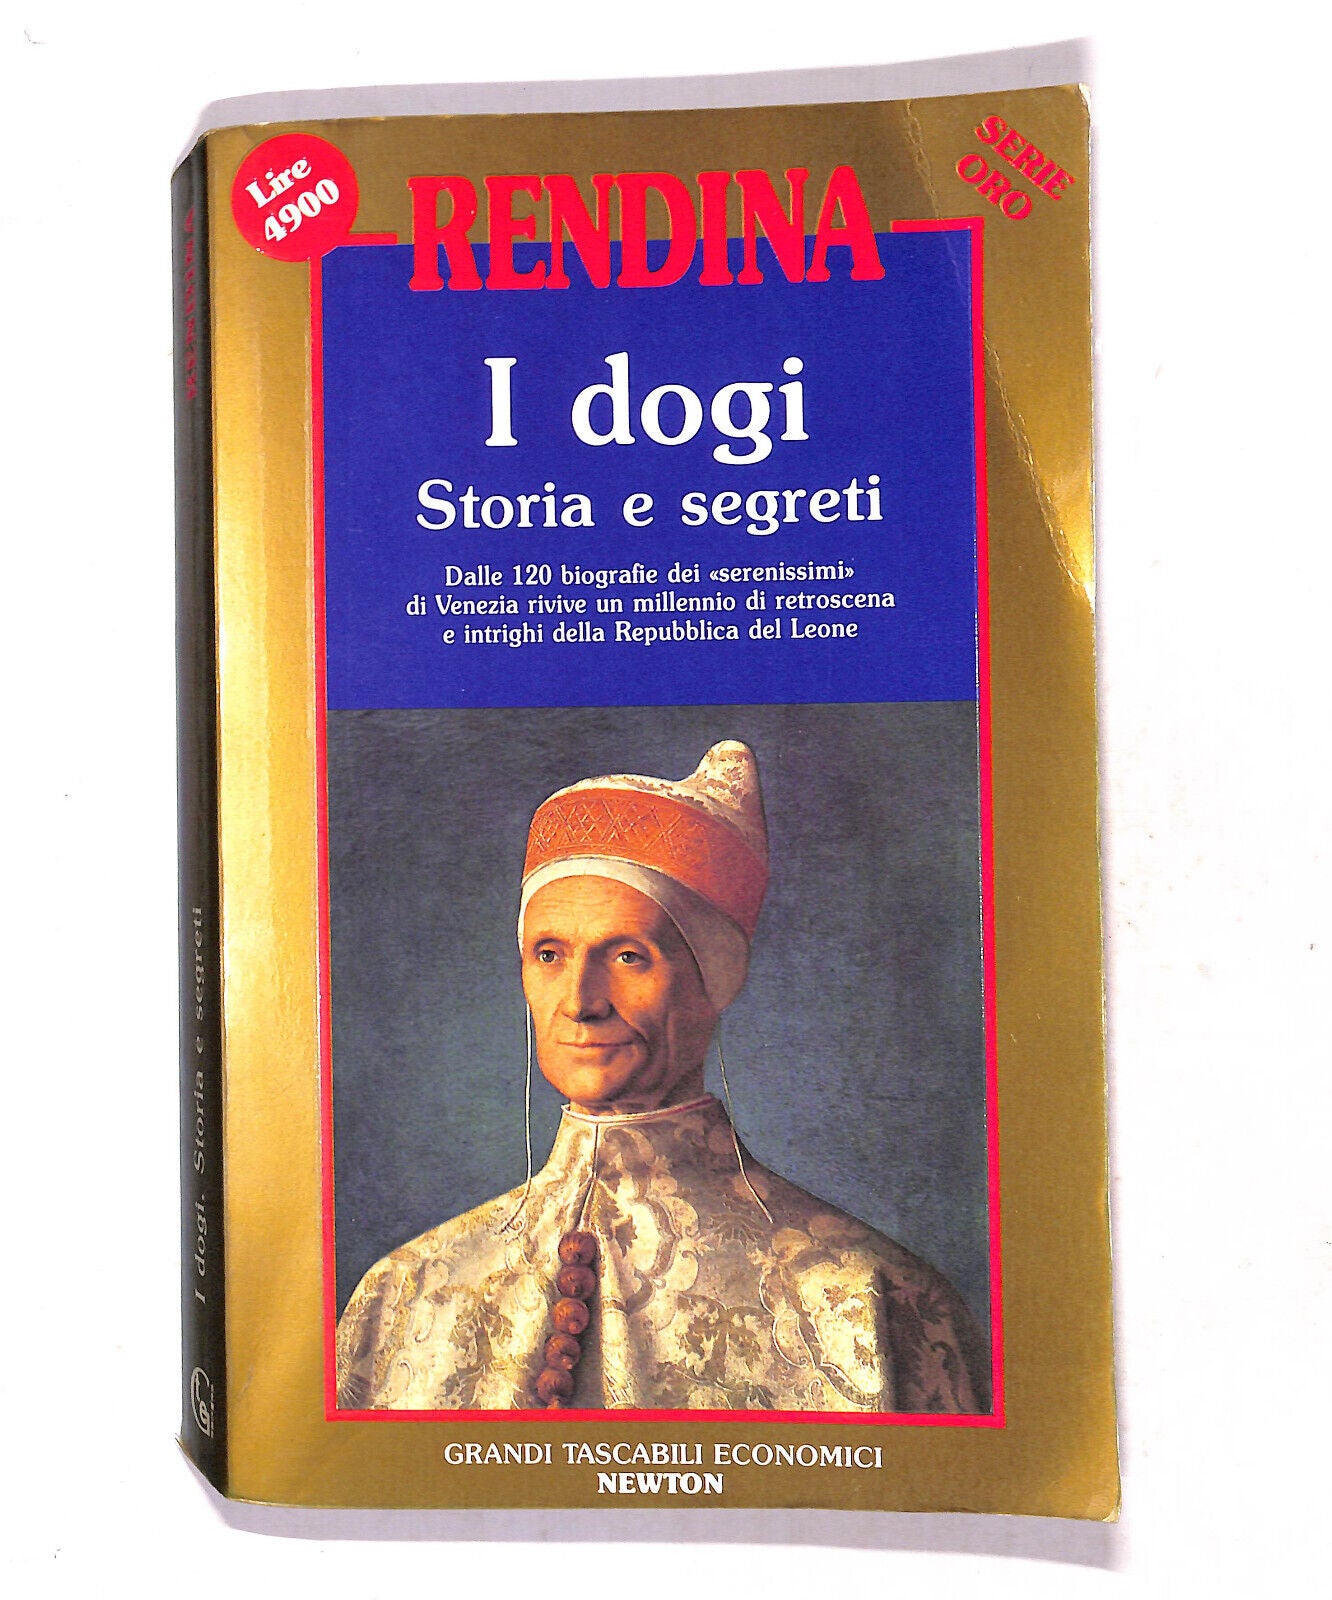 Lire
4900
SERIE
ORO
RENDINA
I dogi
Storia e segreti
Dalle 120 biografie dei «serenissimi»
di Venezia rivive un millennio di retroscena
e intrighi della Repubblica del Leone
GRANDI TASCABILI ECONOMICI
NEWTON
RENDINA
I dogi. Storia e segreti